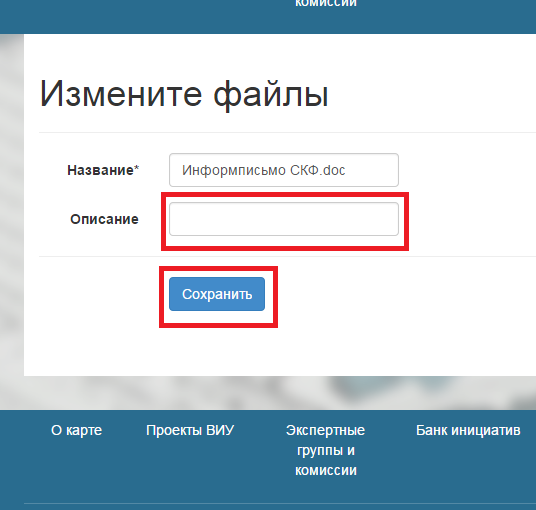 комиссии
Измените файлы
Название*
Информписьмо СКФ.doc
Описание
Сохранить
О карте
Проекты ВИУ
Экспертные
группы и
комиссии
Банк инициатив